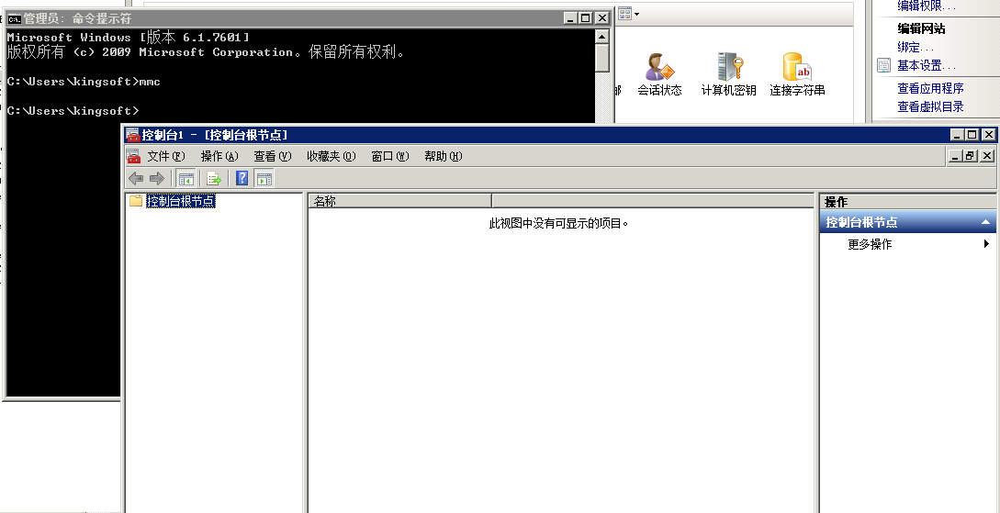 管理员: 命令提示符
Microsoft Windows [版本 6.1.7601]
版权所有 (c) 2009 Microsoft Corporation。保留所有权利。
C:\Users\kingsoft>mmc
C:\Users\kingsoft>
会话状态
计算机密钥
连接字符串
编辑权限...
编辑网站
绑定...
基本设置...
查看应用程序
查看虚拟目录
控制台1 - [控制台根节点]
文件(F) 操作(A) 查看(V) 收藏夹(O) 窗口(W) 帮助(H)
控制台根节点
名称
此视图中没有可显示的项目。
操作
控制台根节点
更多操作